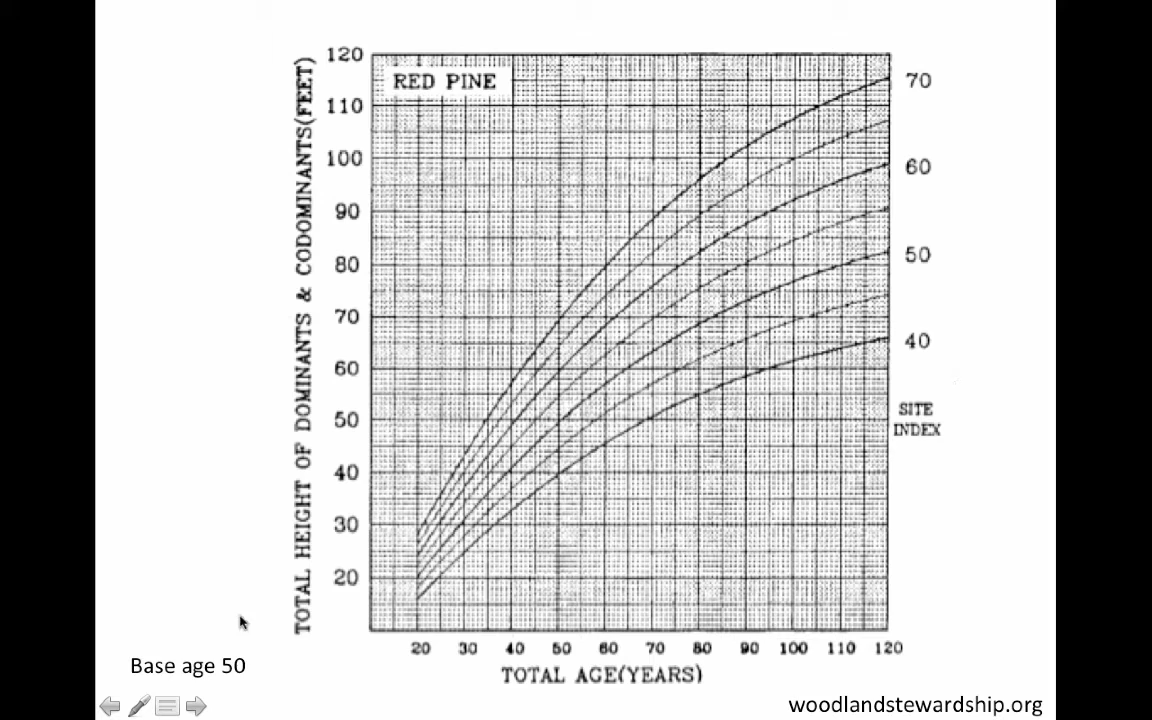 RED PINE
TOTAL HEIGHT OF DOMINANTS & CODOMINANTS(FEET)
120
110
100
90
80
70
60
50
40
30
20
70
60
50
40
SITE
INDEX
20 30 40 50 60 70 80 90 100 110 120
TOTAL AGE(YEARS)
Base age 50
woodlandstewardship.org